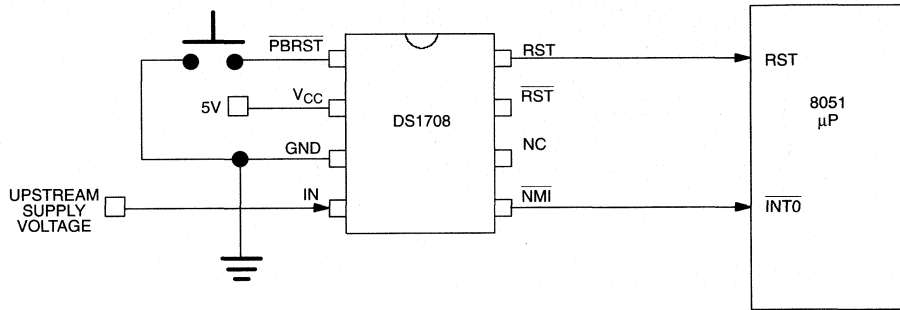 PBRST
RST
RST
5V
VCC
RST
8051
μP
DS1708
GND
NC
UPSTREAM
SUPPLY
VOLTAGE
IN
NMI
INT0